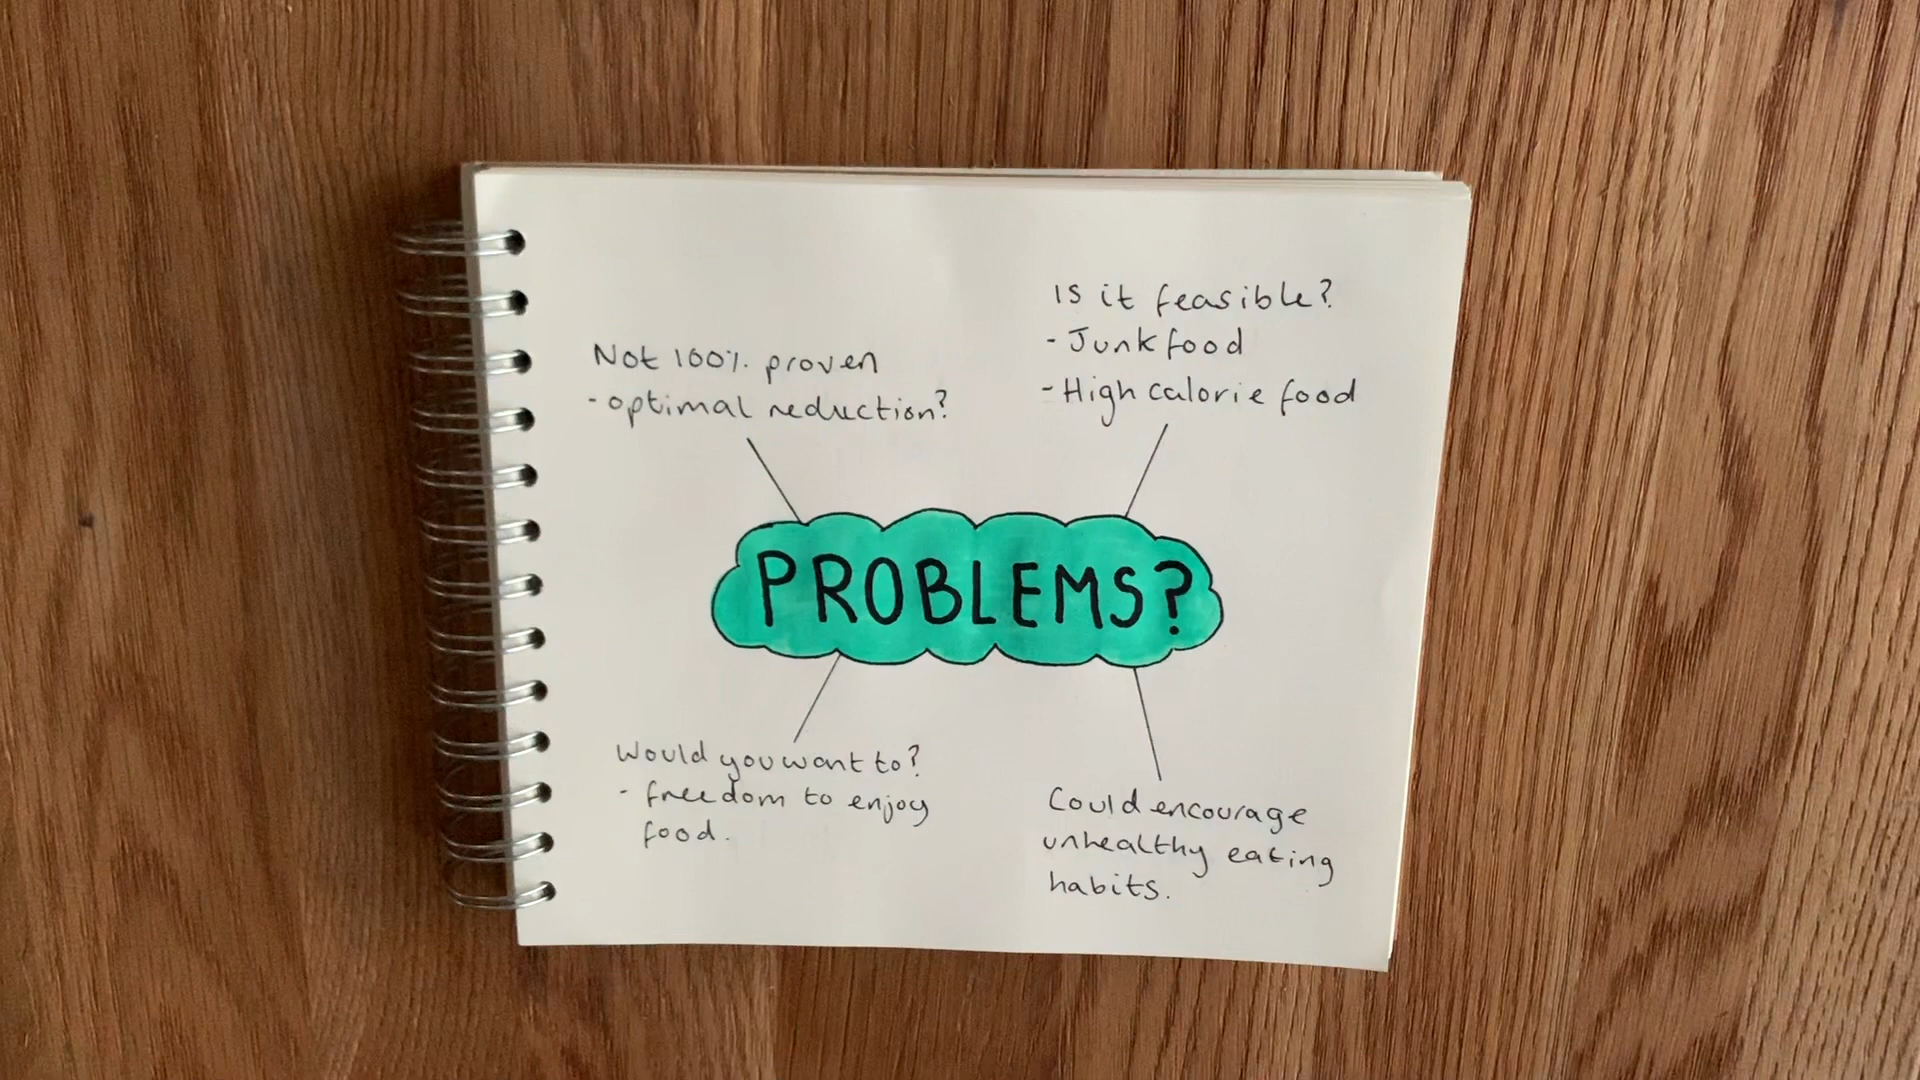 Not 100% proven
- optimal reduction?
Is it feasible?
- Junk food
- High calorie food
PROBLEMS?
Would you want to?
- freedom to enjoy
food.
Could encourage
unhealthy eating
habits.